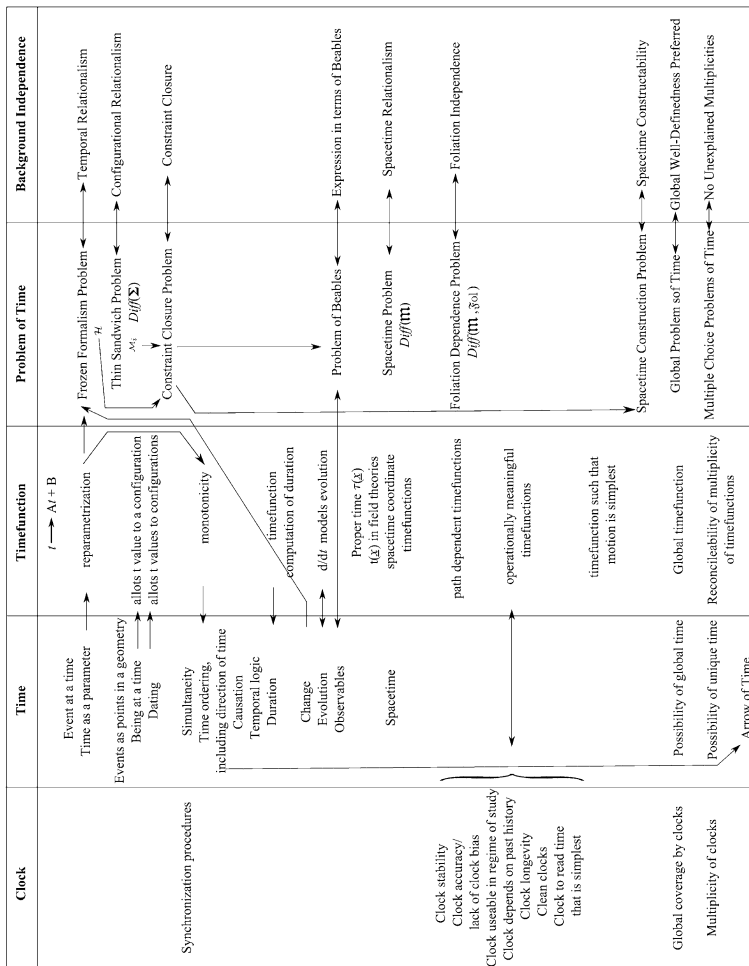 Clock
Time
Timefunction
Problem of Time
Background Independence
Synchronization procedures
Clock stability
Clock accuracy/
lack of clock bias
Clock useable in regime of study
Clock depends on past history
Clock longevity
Clean clocks
Clock to read time
that is simplest
Global coverage by clocks
Multiplicity of clocks
Event at a time
Time as a parameter
Events as points in a geometry
Being at a time
Dating
Simultaneity
Time ordering,
including direction of time
Causation
Temporal logic
Duration
Change
Evolution
Observables
Spacetime
Possibility of global time
Possibility of unique time
Arrow of Time
t → At + B
reparametrization
allots t value to a configuration
allots t values to configurations
monotonicity
timefunction
computation of duration
d/dt models evolution
Proper time τ(x)
t(x) in field theories
spacetime coordinate
timefunctions
path dependent timefunctions
operationally meaningful
timefunctions
timefunction such that
motion is simplest
Global timefunction
Reconcileability of multiplicity
of timefunctions
Frozen Formalism Problem
ℋ
Thin Sandwich Problem
ℳᵢ Diff(Σ)
Constraint Closure Problem
Problem of Beables
Spacetime Problem
Diff(𝔐)
Foliation Dependence Problem
Diff(𝔐, 𝔉ol)
Spacetime Construction Problem
Global Problem sof Time
Multiple Choice Problems of Time
Temporal Relationalism
Configurational Relationalism
Constraint Closure
Expression in terms of Beables
Spacetime Relationalism
Foliation Independence
Spacetime Constructability
Global Well-Definedness Preferred
No Unexplained Multiplicities